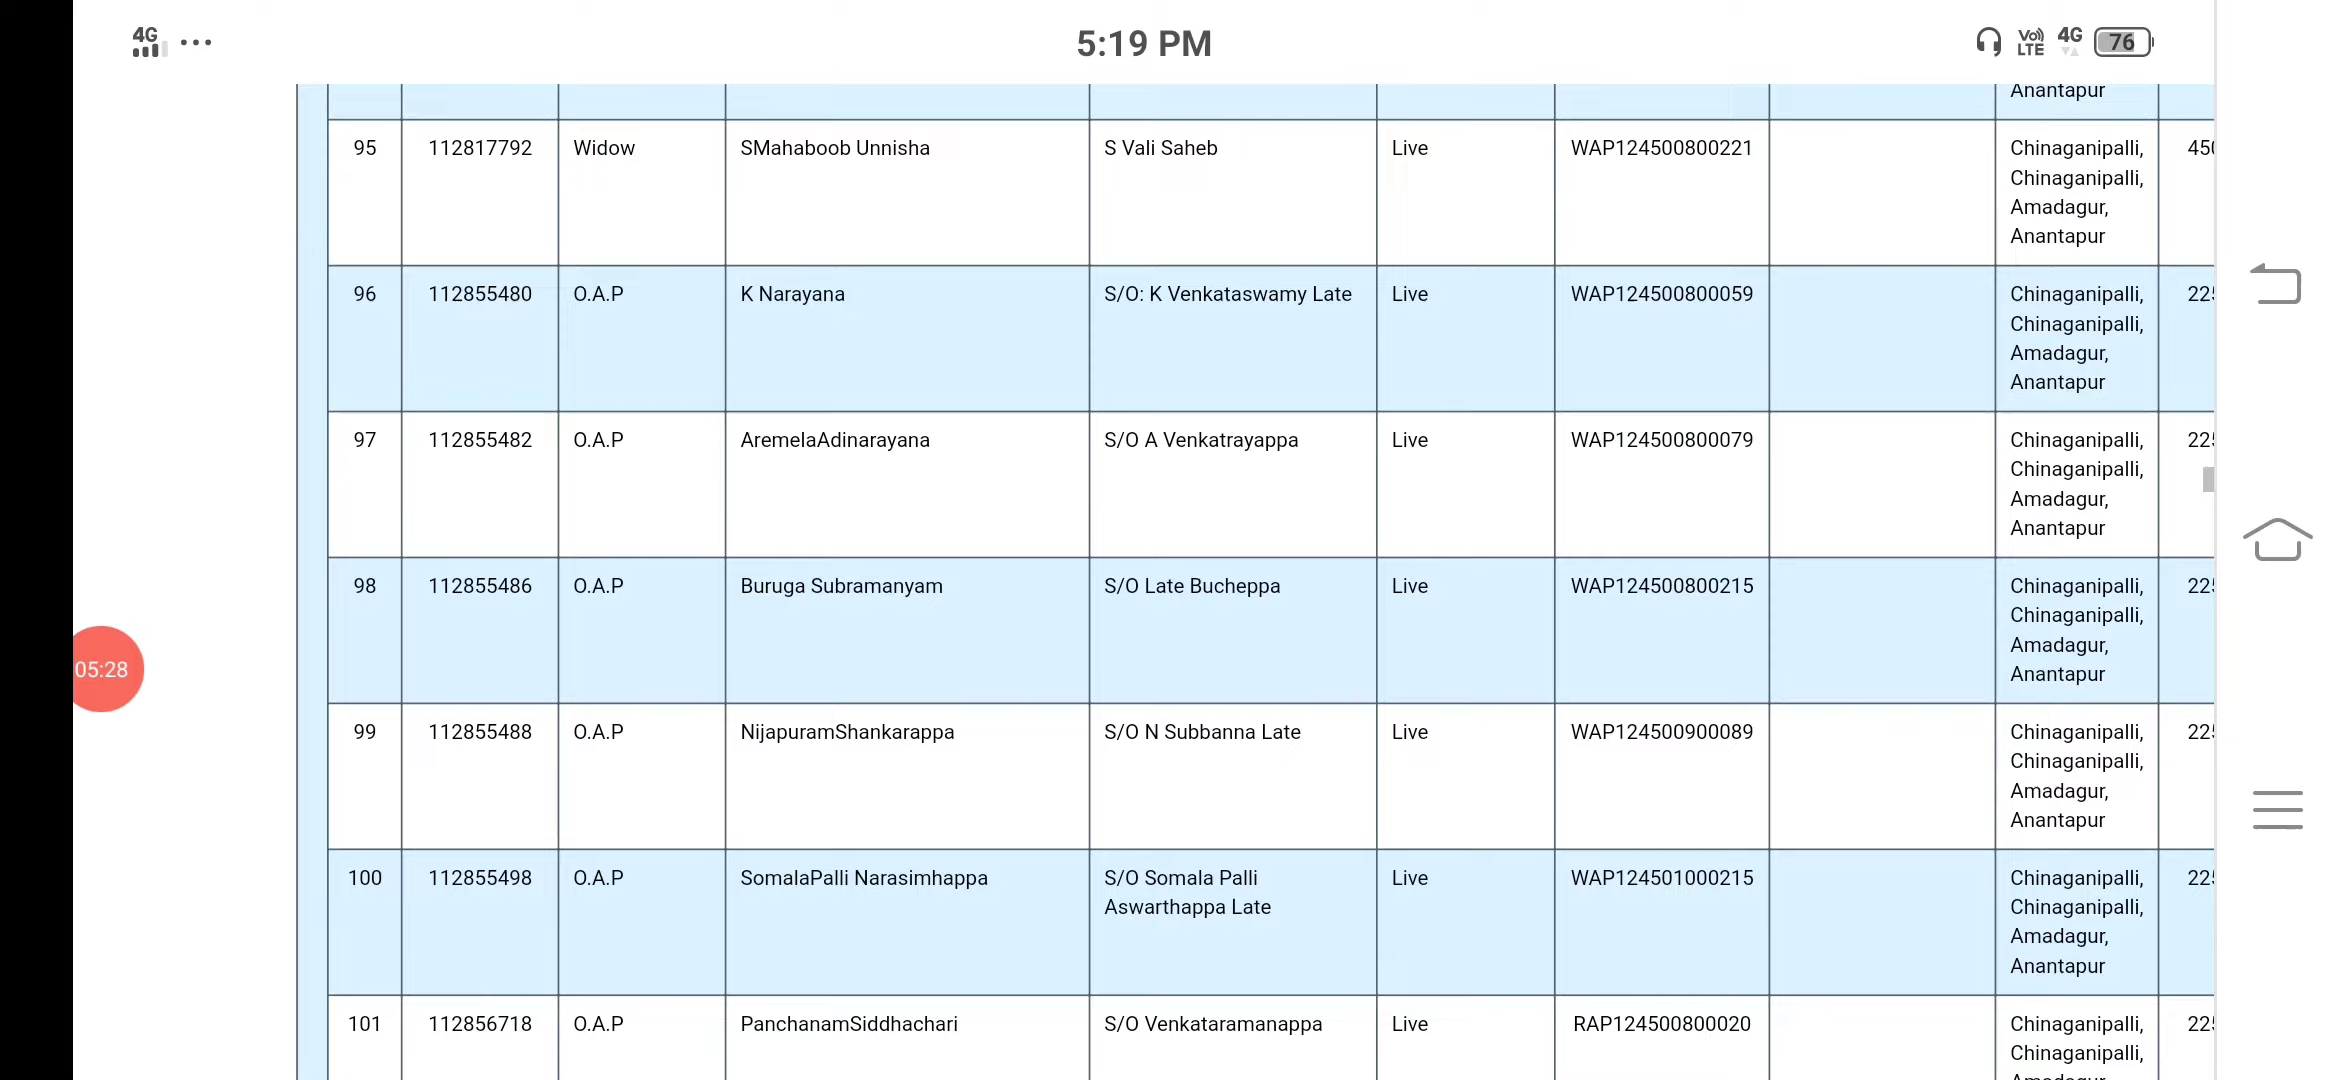 4G ... 5:19 PM Vo) LTE 4G 76
Anantapur
95 112817792 Widow SMahaboob Unnisha S Vali Saheb Live WAP124500800221 Chinaganipalli,
Chinaganipalli,
Amadagur,
Anantapur
96 112855480 O.A.P K Narayana S/O: K Venkataswamy Late Live WAP124500800059 Chinaganipalli,
Chinaganipalli,
Amadagur,
Anantapur
97 112855482 O.A.P AremelaAdinarayana S/O A Venkatrayappa Live WAP124500800079 Chinaganipalli,
Chinaganipalli,
Amadagur,
Anantapur
98 112855486 O.A.P Buruga Subramanyam S/O Late Bucheppa Live WAP124500800215 Chinaganipalli,
Chinaganipalli,
Amadagur,
Anantapur
05:28
99 112855488 O.A.P NijapuramShankarappa S/O N Subbanna Late Live WAP124500900089 Chinaganipalli,
Chinaganipalli,
Amadagur,
Anantapur
100 112855498 O.A.P SomalaPalli Narasimhappa S/O Somala Palli Live WAP124501000215 Chinaganipalli,
Aswarthappa Late Chinaganipalli,
Amadagur,
Anantapur
101 112856718 O.A.P PanchanamSiddhachari S/O Venkataramanappa Live RAP124500800020 Chinaganipalli,
Chinaganipalli,